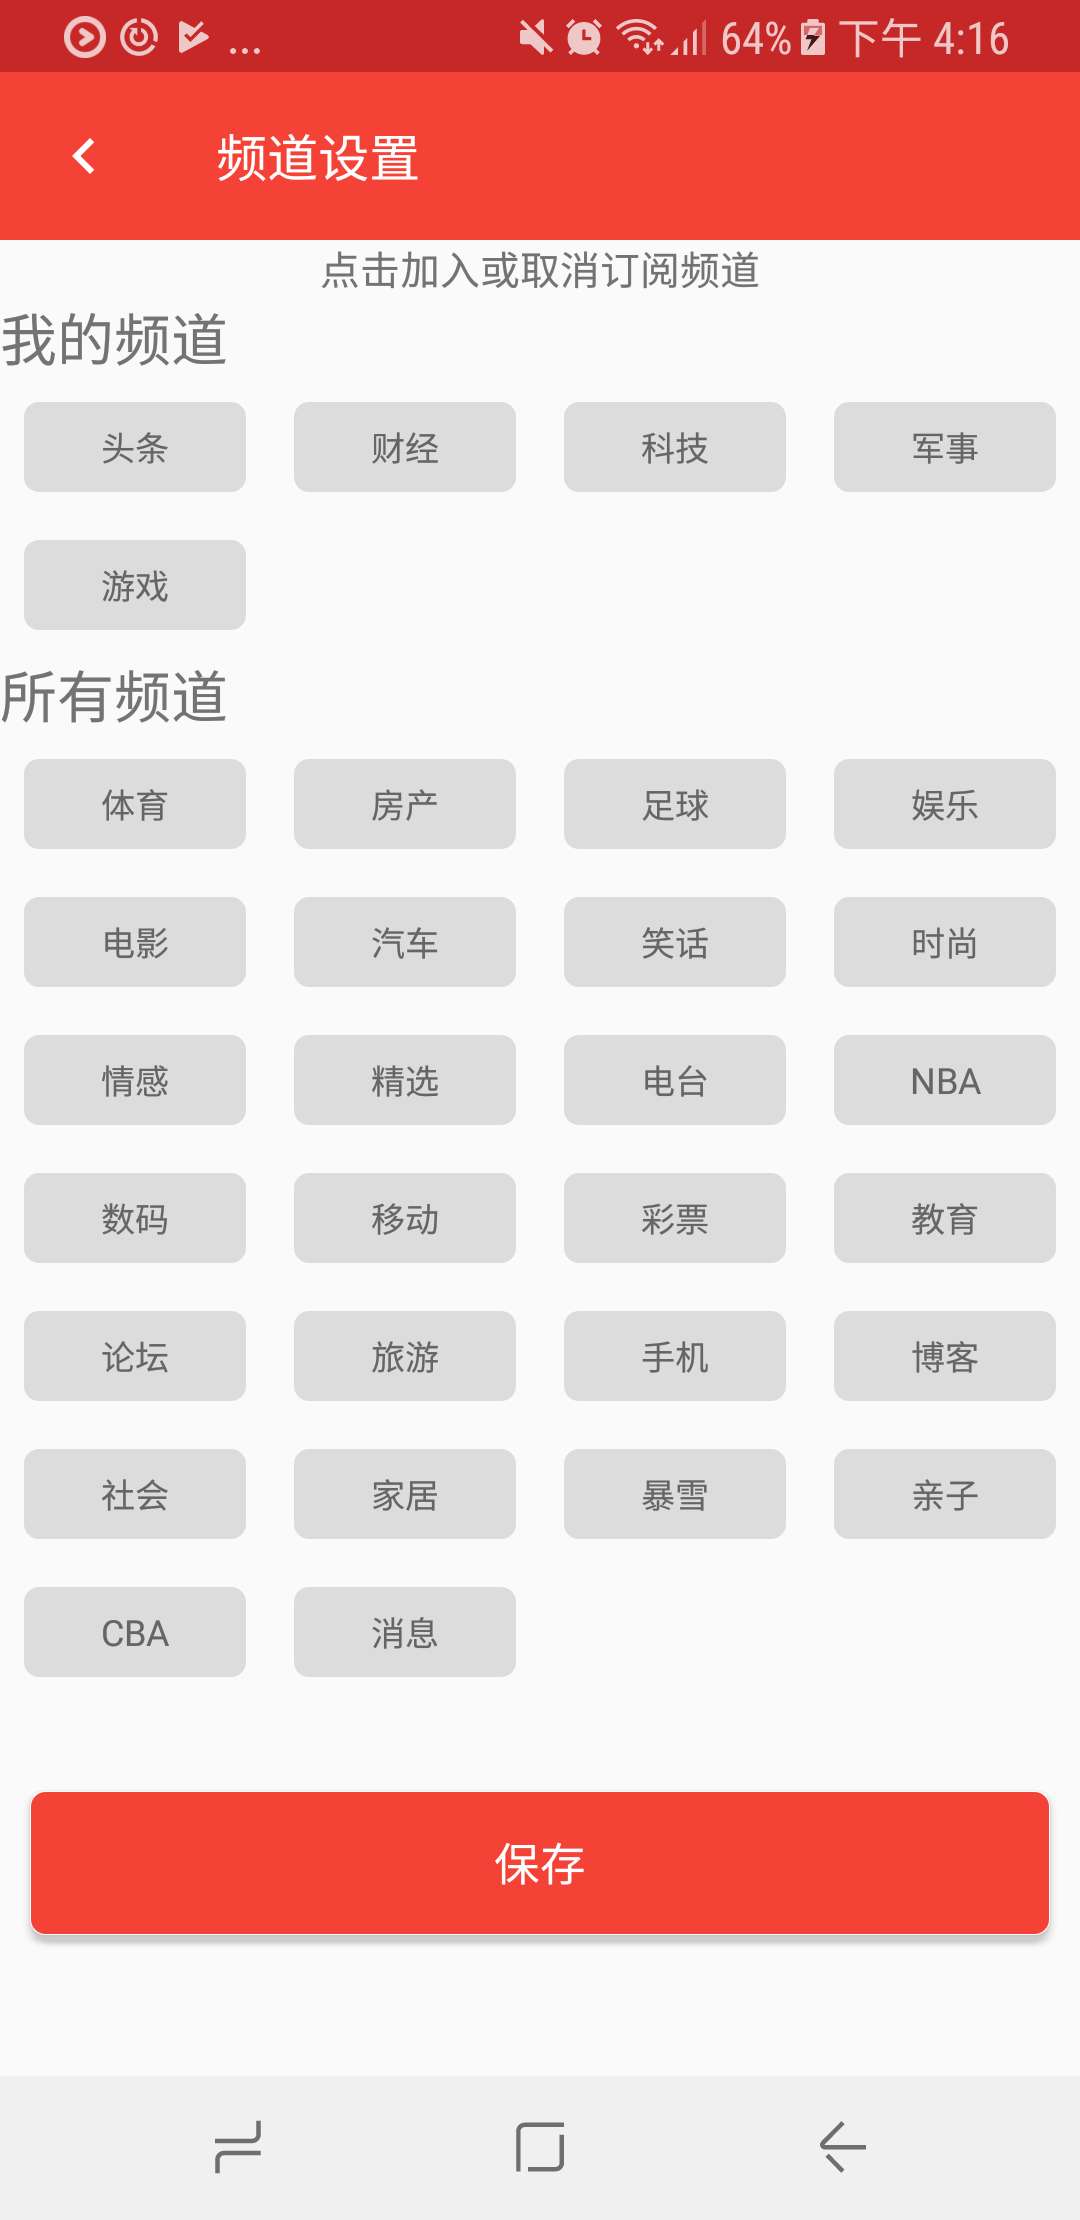 ... 64% 下午 4:16
频道设置
点击加入或取消订阅频道
我的频道
头条 财经 科技 军事
游戏
所有频道
体育 房产 足球 娱乐
电影 汽车 笑话 时尚
情感 精选 电台 NBA
数码 移动 彩票 教育
论坛 旅游 手机 博客
社会 家居 暴雪 亲子
CBA 消息
保存